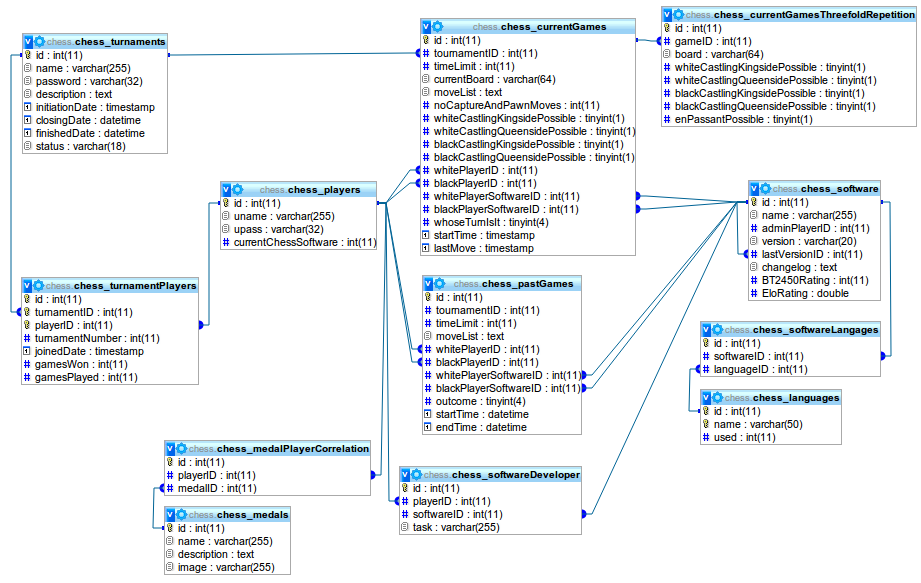 chess.chess_turnaments
id : int(11)
name : varchar(255)
password : varchar(32)
description : text
initiationDate : timestamp
closingDate : datetime
finishedDate : datetime
status : varchar(18)
chess.chess_currentGames
id : int(11)
tournamentID : int(11)
timeLimit : int(11)
currentBoard : varchar(64)
moveList : text
noCaptureAndPawnMoves : int(11)
whiteCastlingKingsidePossible : tinyint(1)
whiteCastlingQueensidePossible : tinyint(1)
blackCastlingKingsidePossible : tinyint(1)
blackCastlingQueensidePossible : tinyint(1)
whitePlayerID : int(11)
blackPlayerID : int(11)
whitePlayerSoftwareID : int(11)
blackPlayerSoftwareID : int(11)
whoseTurnIsIt : tinyint(4)
startTime : timestamp
lastMove : timestamp
chess.chess_currentGamesThreefoldRepetition
id : int(11)
gameID : int(11)
board : varchar(64)
whiteCastlingKingsidePossible : tinyint(1)
whiteCastlingQueensidePossible : tinyint(1)
blackCastlingKingsidePossible : tinyint(1)
blackCastlingQueensidePossible : tinyint(1)
enPassantPossible : tinyint(1)
chess.chess_players
id : int(11)
uname : varchar(255)
upass : varchar(32)
currentChessSoftware : int(11)
chess.chess_software
id : int(11)
name : varchar(255)
adminPlayerID : int(11)
version : varchar(20)
lastVersionID : int(11)
changelog : text
BT2450Rating : int(11)
EloRating : double
chess.chess_turnamentPlayers
id : int(11)
turnamentID : int(11)
playerID : int(11)
turnamentNumber : int(11)
joinedDate : timestamp
gamesWon : int(11)
gamesPlayed : int(11)
chess.chess_pastGames
id : int(11)
tournamentID : int(11)
timeLimit : int(11)
moveList : text
whitePlayerID : int(11)
blackPlayerID : int(11)
whitePlayerSoftwareID : int(11)
blackPlayerSoftwareID : int(11)
outcome : tinyint(4)
startTime : datetime
endTime : datetime
chess.chess_softwareLangages
id : int(11)
softwareID : int(11)
languageID : int(11)
chess.chess_languages
id : int(11)
name : varchar(50)
used : int(11)
chess.chess_medalPlayerCorrelation
id : int(11)
playerID : int(11)
medalID : int(11)
chess.chess_softwareDeveloper
id : int(11)
playerID : int(11)
softwareID : int(11)
task : varchar(255)
chess.chess_medals
id : int(11)
name : varchar(255)
description : text
image : varchar(255)